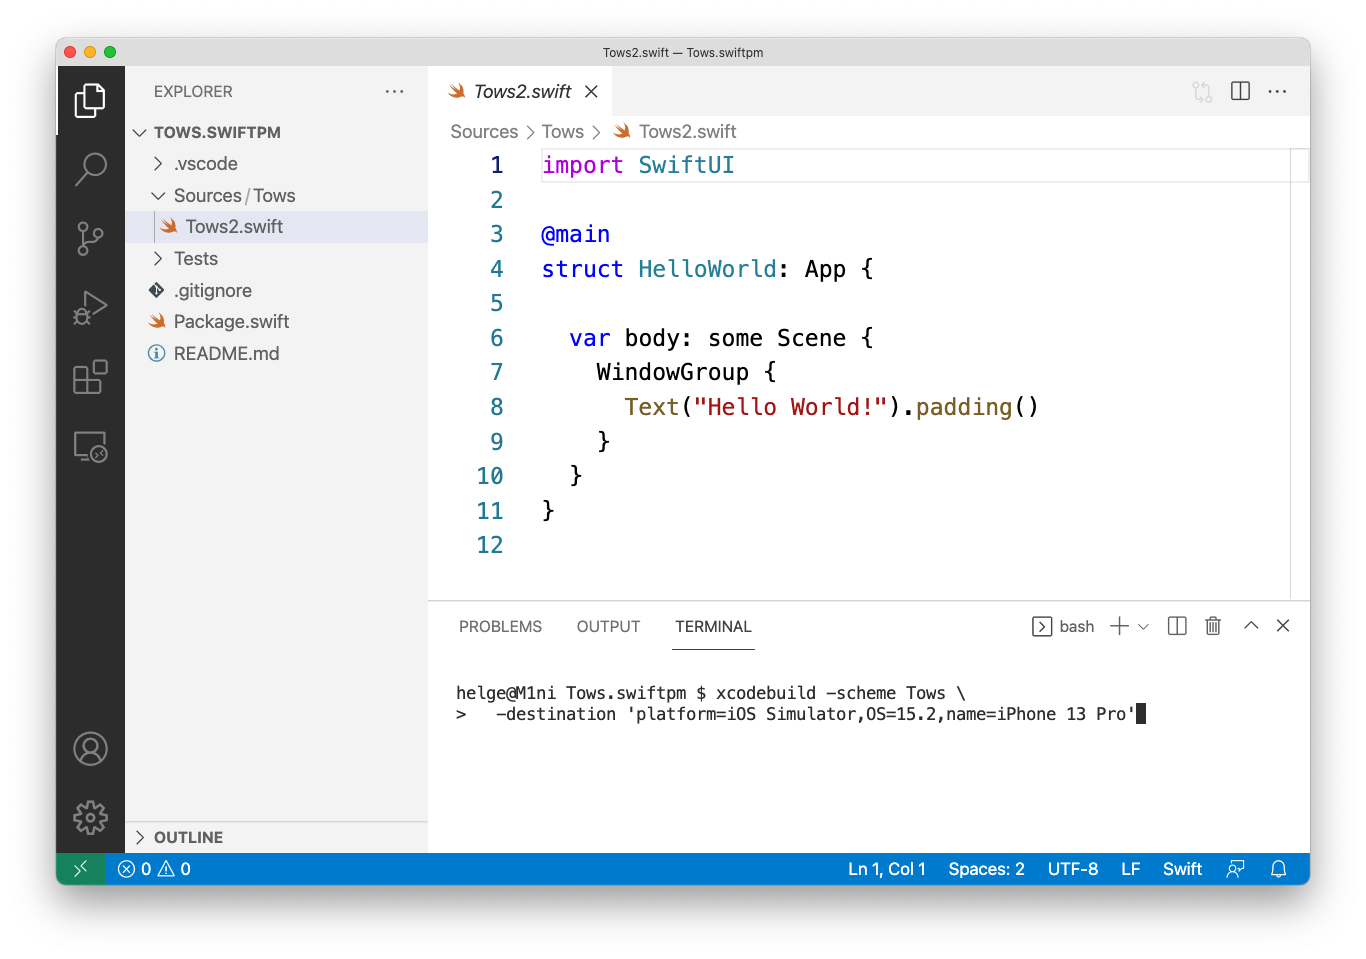 Tows2.swift — Tows.swiftpm
EXPLORER
TOWS.SWIFTPM
.vscode
Sources/Tows
Tows2.swift
Tests
.gitignore
Package.swift
README.md
OUTLINE
Tows2.swift
Sources > Tows > Tows2.swift
1 import SwiftUI
2
3 @main
4 struct HelloWorld: App {
5
6 var body: some Scene {
7 WindowGroup {
8 Text("Hello World!").padding()
9 }
10 }
11 }
12
PROBLEMS OUTPUT TERMINAL bash
helge@M1ni Tows.swiftpm $ xcodebuild -scheme Tows \
> -destination 'platform=iOS Simulator,OS=15.2,name=iPhone 13 Pro'
0 0 Ln 1, Col 1 Spaces: 2 UTF-8 LF Swift